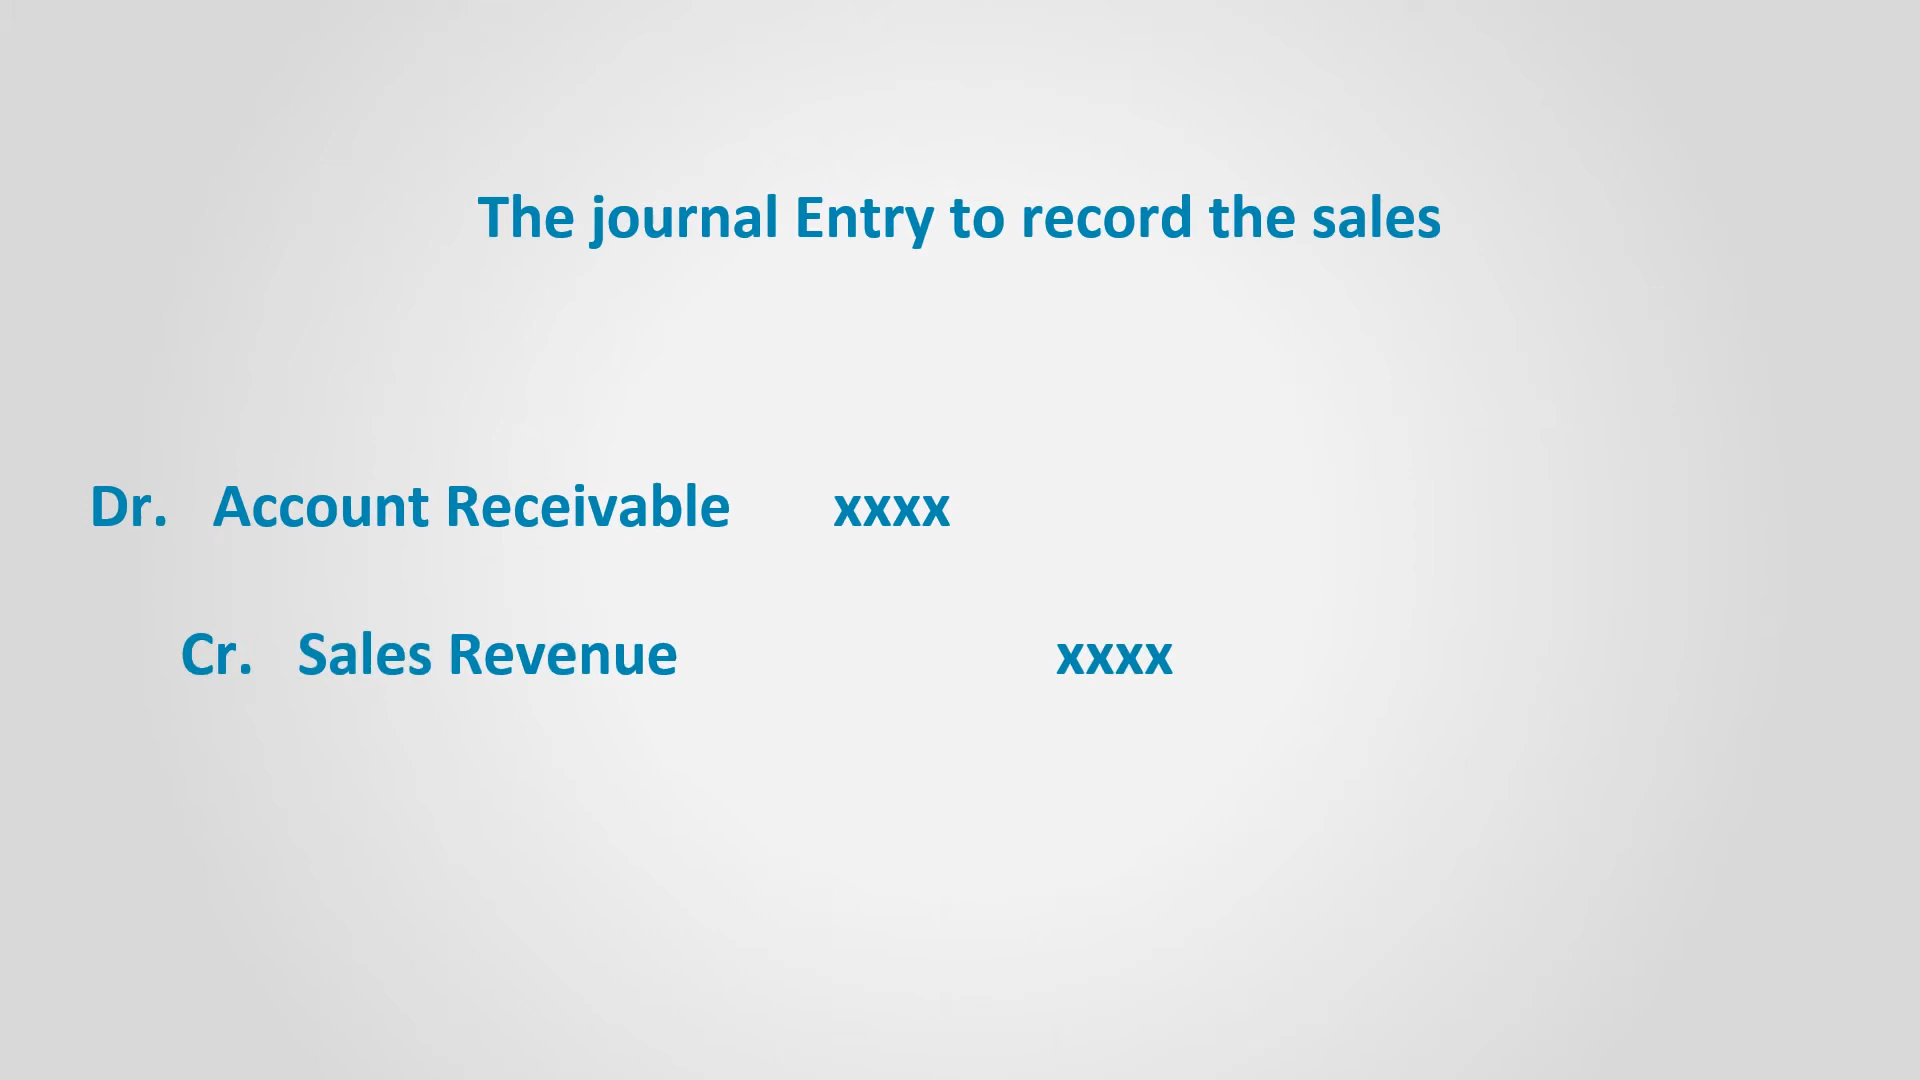 The journal Entry to record the sales
Dr. Account Receivable xxxx
Cr. Sales Revenue xxxx